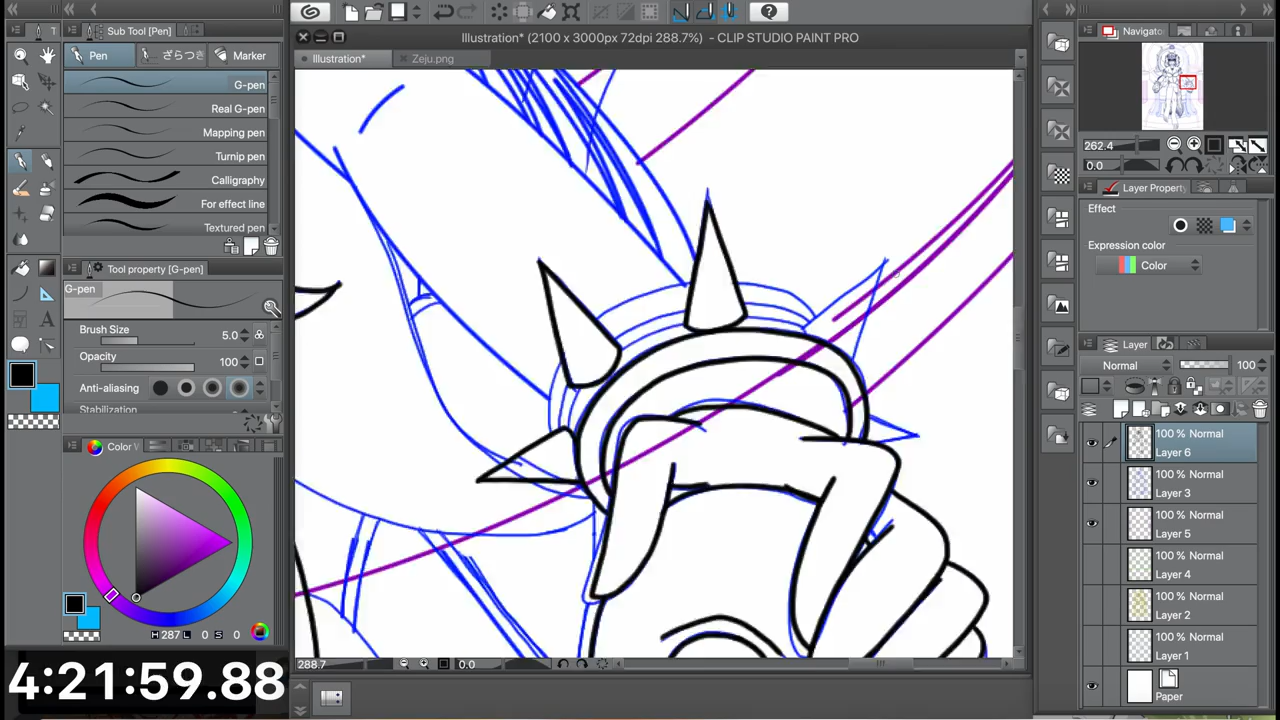 Illustration* (2100 x 3000px 72dpi 288.7%) - CLIP STUDIO PAINT PRO
Illustration*
Zeju.png
T
Sub Tool [Pen]
Pen
ざらつき
Marker
G-pen
Real G-pen
Mapping pen
Turnip pen
Calligraphy
For effect line
Textured pen
Tool property [G-pen]
G-pen
Brush Size
5.0
Opacity
100
Anti-aliasing
Stabilization
Color
H 287 L 0 S 0
4:21:59.88
288.7
0.0
Navigator
262.4
0.0
Layer Property
Effect
Expression color
Color
Layer
Normal
100
100 % Normal
Layer 6
100 % Normal
Layer 3
100 % Normal
Layer 5
100 % Normal
Layer 4
100 % Normal
Layer 2
100 % Normal
Layer 1
Paper